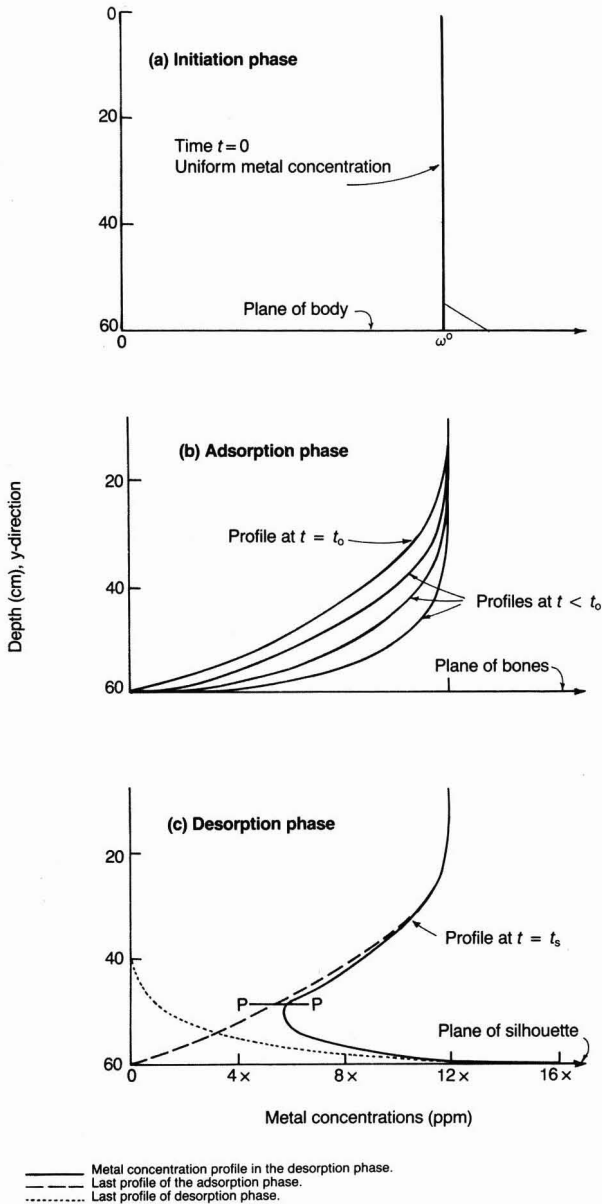 0
(a) Initiation phase
20
Time t=0
Uniform metal concentration
40
Plane of body
60
0
ω°
Depth (cm), y-direction
(b) Adsorption phase
20
Profile at t = t₀
40
Profiles at t < t₀
Plane of bones
60
(c) Desorption phase
20
Profile at t = tₛ
40
P P
Plane of silhouette
60
0 4× 8× 12× 16×
Metal concentrations (ppm)
Metal concentration profile in the desorption phase.
Last profile of the adsorption phase.
Last profile of desorption phase.